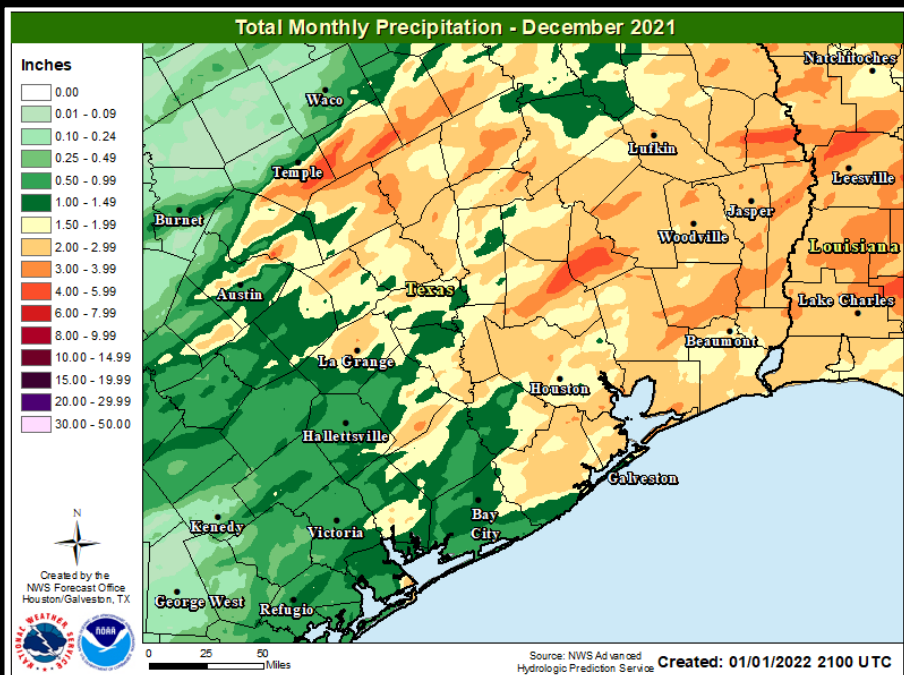 Total Monthly Precipitation - December 2021
Inches
0.00
0.01 - 0.09
0.10 - 0.24
0.25 - 0.49
0.50 - 0.99
1.00 - 1.49
1.50 - 1.99
2.00 - 2.99
3.00 - 3.99
4.00 - 5.99
6.00 - 7.99
8.00 - 9.99
10.00 - 14.99
15.00 - 19.99
20.00 - 29.99
30.00 - 50.00
Natchitoches
Waco
Lufkin
Temple
Leesville
Burnet
Jasper
Woodville
Louisiana
Austin
Texas
Lake Charles
Beaumont
La Grange
Houston
Hallettsville
Galveston
Kenedy
Victoria
Bay
City
George West
Refugio
N
Created by the
NWS Forecast Office
Houston/Galveston, TX
NATIONAL WEATHER SERVICE
NOAA
0 25 50
Miles
Source: NWS Advanced
Hydrologic Prediction Service
Created: 01/01/2022 2100 UTC